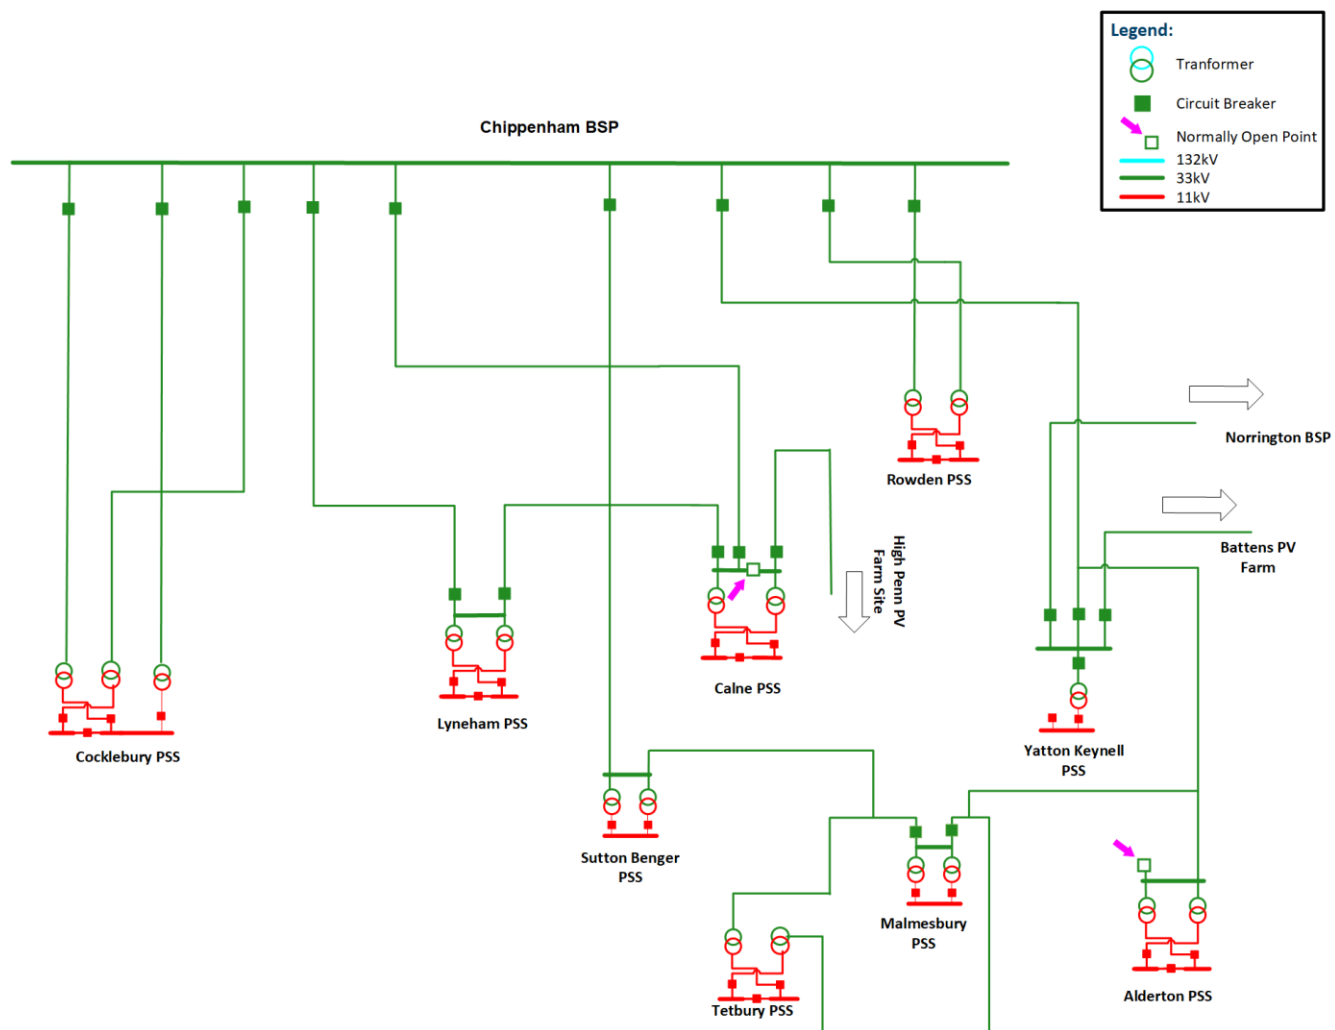 Legend:
Tranformer
Circuit Breaker
Normally Open Point
132kV
33kV
11kV
Chippenham BSP
Norrington BSP
Rowden PSS
Battens PV
Farm
High Penn PV
Farm Site
Calne PSS
Lyneham PSS
Cocklebury PSS
Yatton Keynell
PSS
Sutton Benger
PSS
Malmesbury
PSS
Alderton PSS
Tetbury PSS